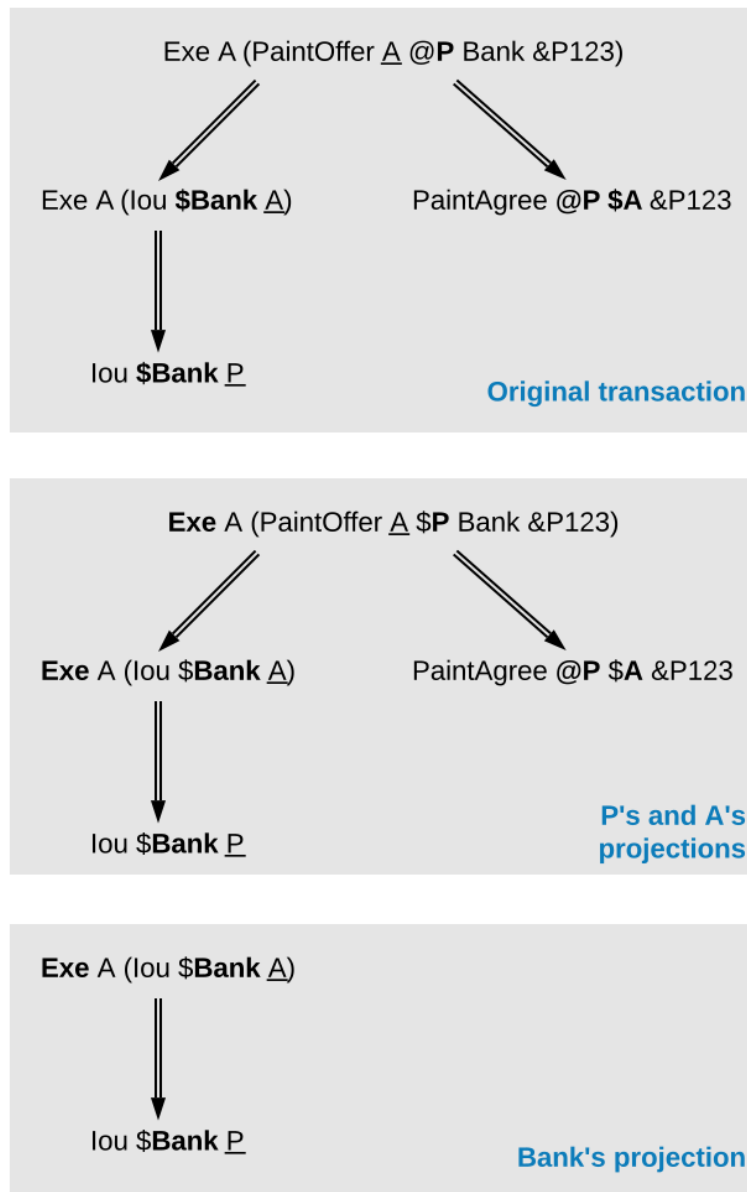 Exe A (PaintOffer A @P Bank &P123)
Exe A (Iou $Bank A) PaintAgree @P $A &P123
Iou $Bank P
Original transaction
Exe A (PaintOffer A $P Bank &P123)
Exe A (Iou $Bank A) PaintAgree @P $A &P123
P's and A's
Iou $Bank P
projections
Exe A (Iou $Bank A)
Iou $Bank P
Bank's projection